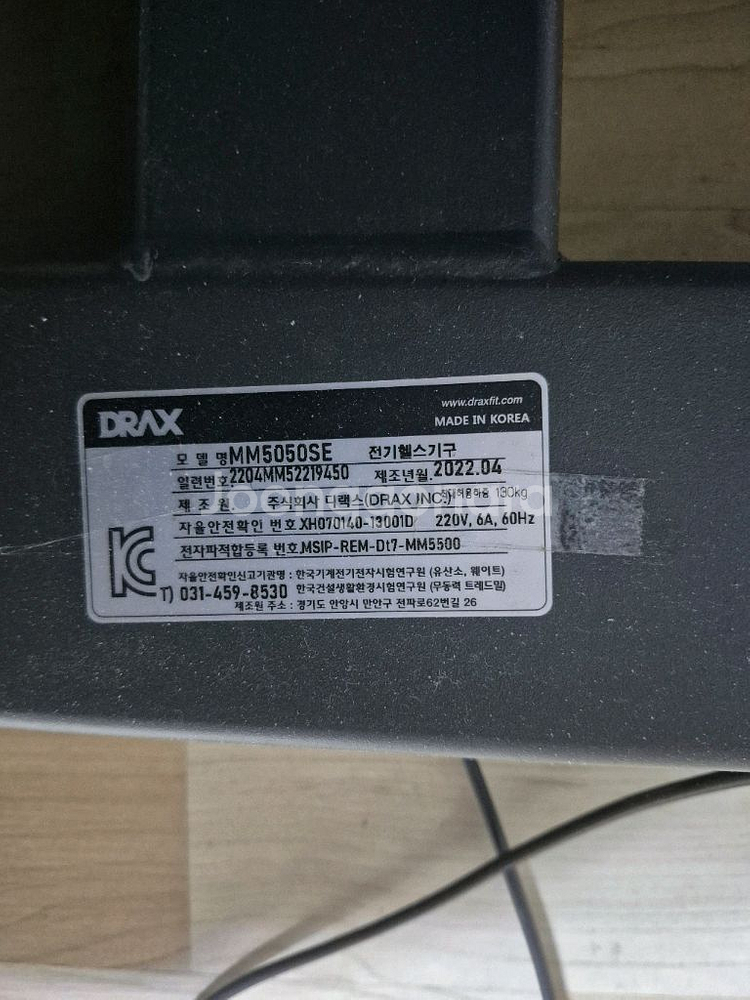 DRAX
www.draxfit.com
MADE IN KOREA
모 델 명 MM5050SE 전기헬스기구
일련번호 2204MM52219450 제조년월. 2022.04
제 조 원. 주식회사 디랙스(DRAX INC.) 최대허용하중 130kg
자율안전확인 번호. XH070140-13001D 220V, 6A, 60Hz
전자파적합등록 번호. MSIP-REM-Dt7-MM5500
자율안전확인신고기관명 : 한국기계전기전자시험연구원 (유산소, 웨이트)
T) 031-459-8530 한국건설생활환경시험연구원 (무동력 트레드밀)
제조원 주소 : 경기도 안양시 만안구 전파로62번길 26
joonggonara